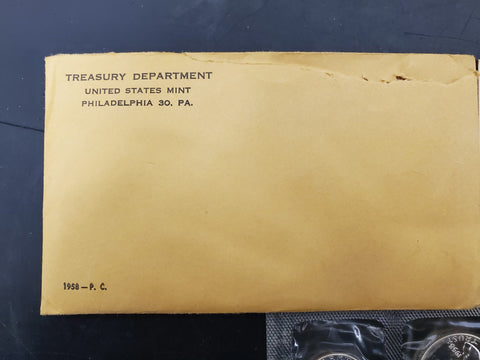 TREASURY DEPARTMENT
UNITED STATES MINT
PHILADELPHIA 30, PA.
1958—P. C.